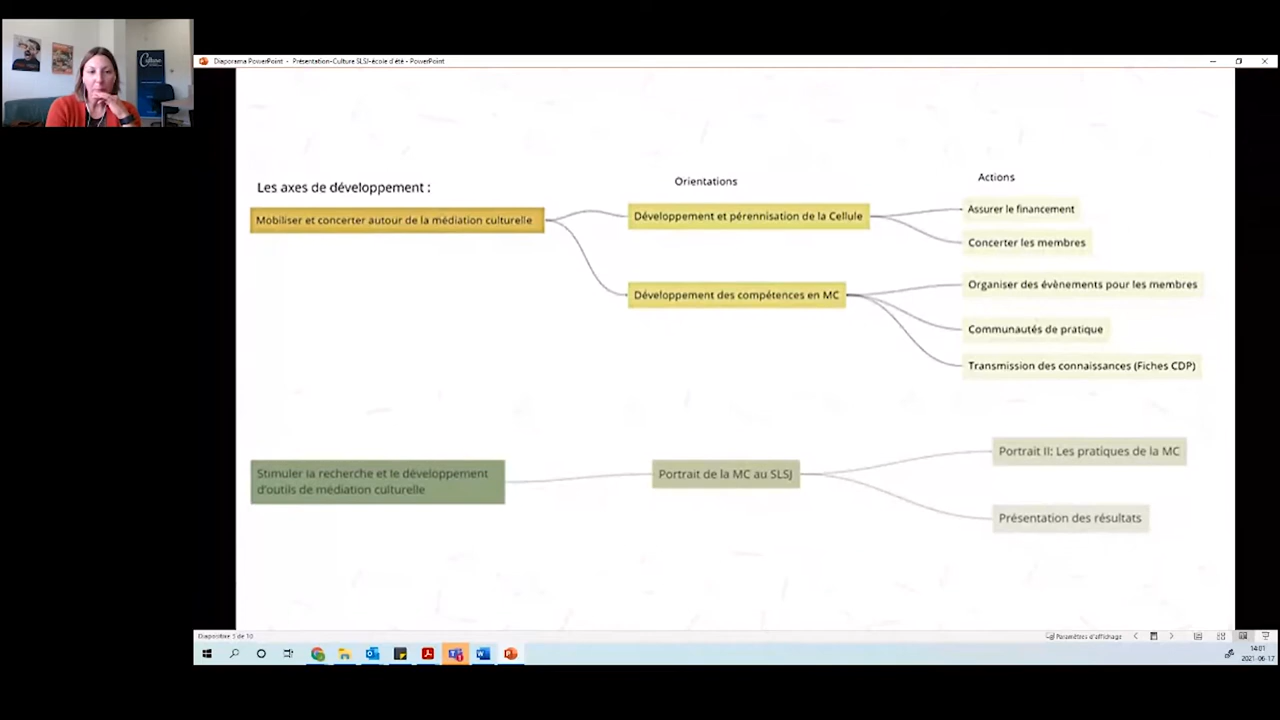 Culture
Diaporama PowerPoint - Présentation-Culture SLSJ-école d'été - PowerPoint
Les axes de développement :
Orientations
Actions
Mobiliser et concerter autour de la médiation culturelle
Développement et pérennisation de la Cellule
Assurer le financement
Concerter les membres
Développement des compétences en MC
Organiser des évènements pour les membres
Communautés de pratique
Transmission des connaissances (Fiches CDP)
Stimuler la recherche et le développement
d'outils de médiation culturelle
Portrait de la MC au SLSJ
Portrait II: Les pratiques de la MC
Présentation des résultats
de 10
Paramètres d'affichage
14:01
2021-06-17